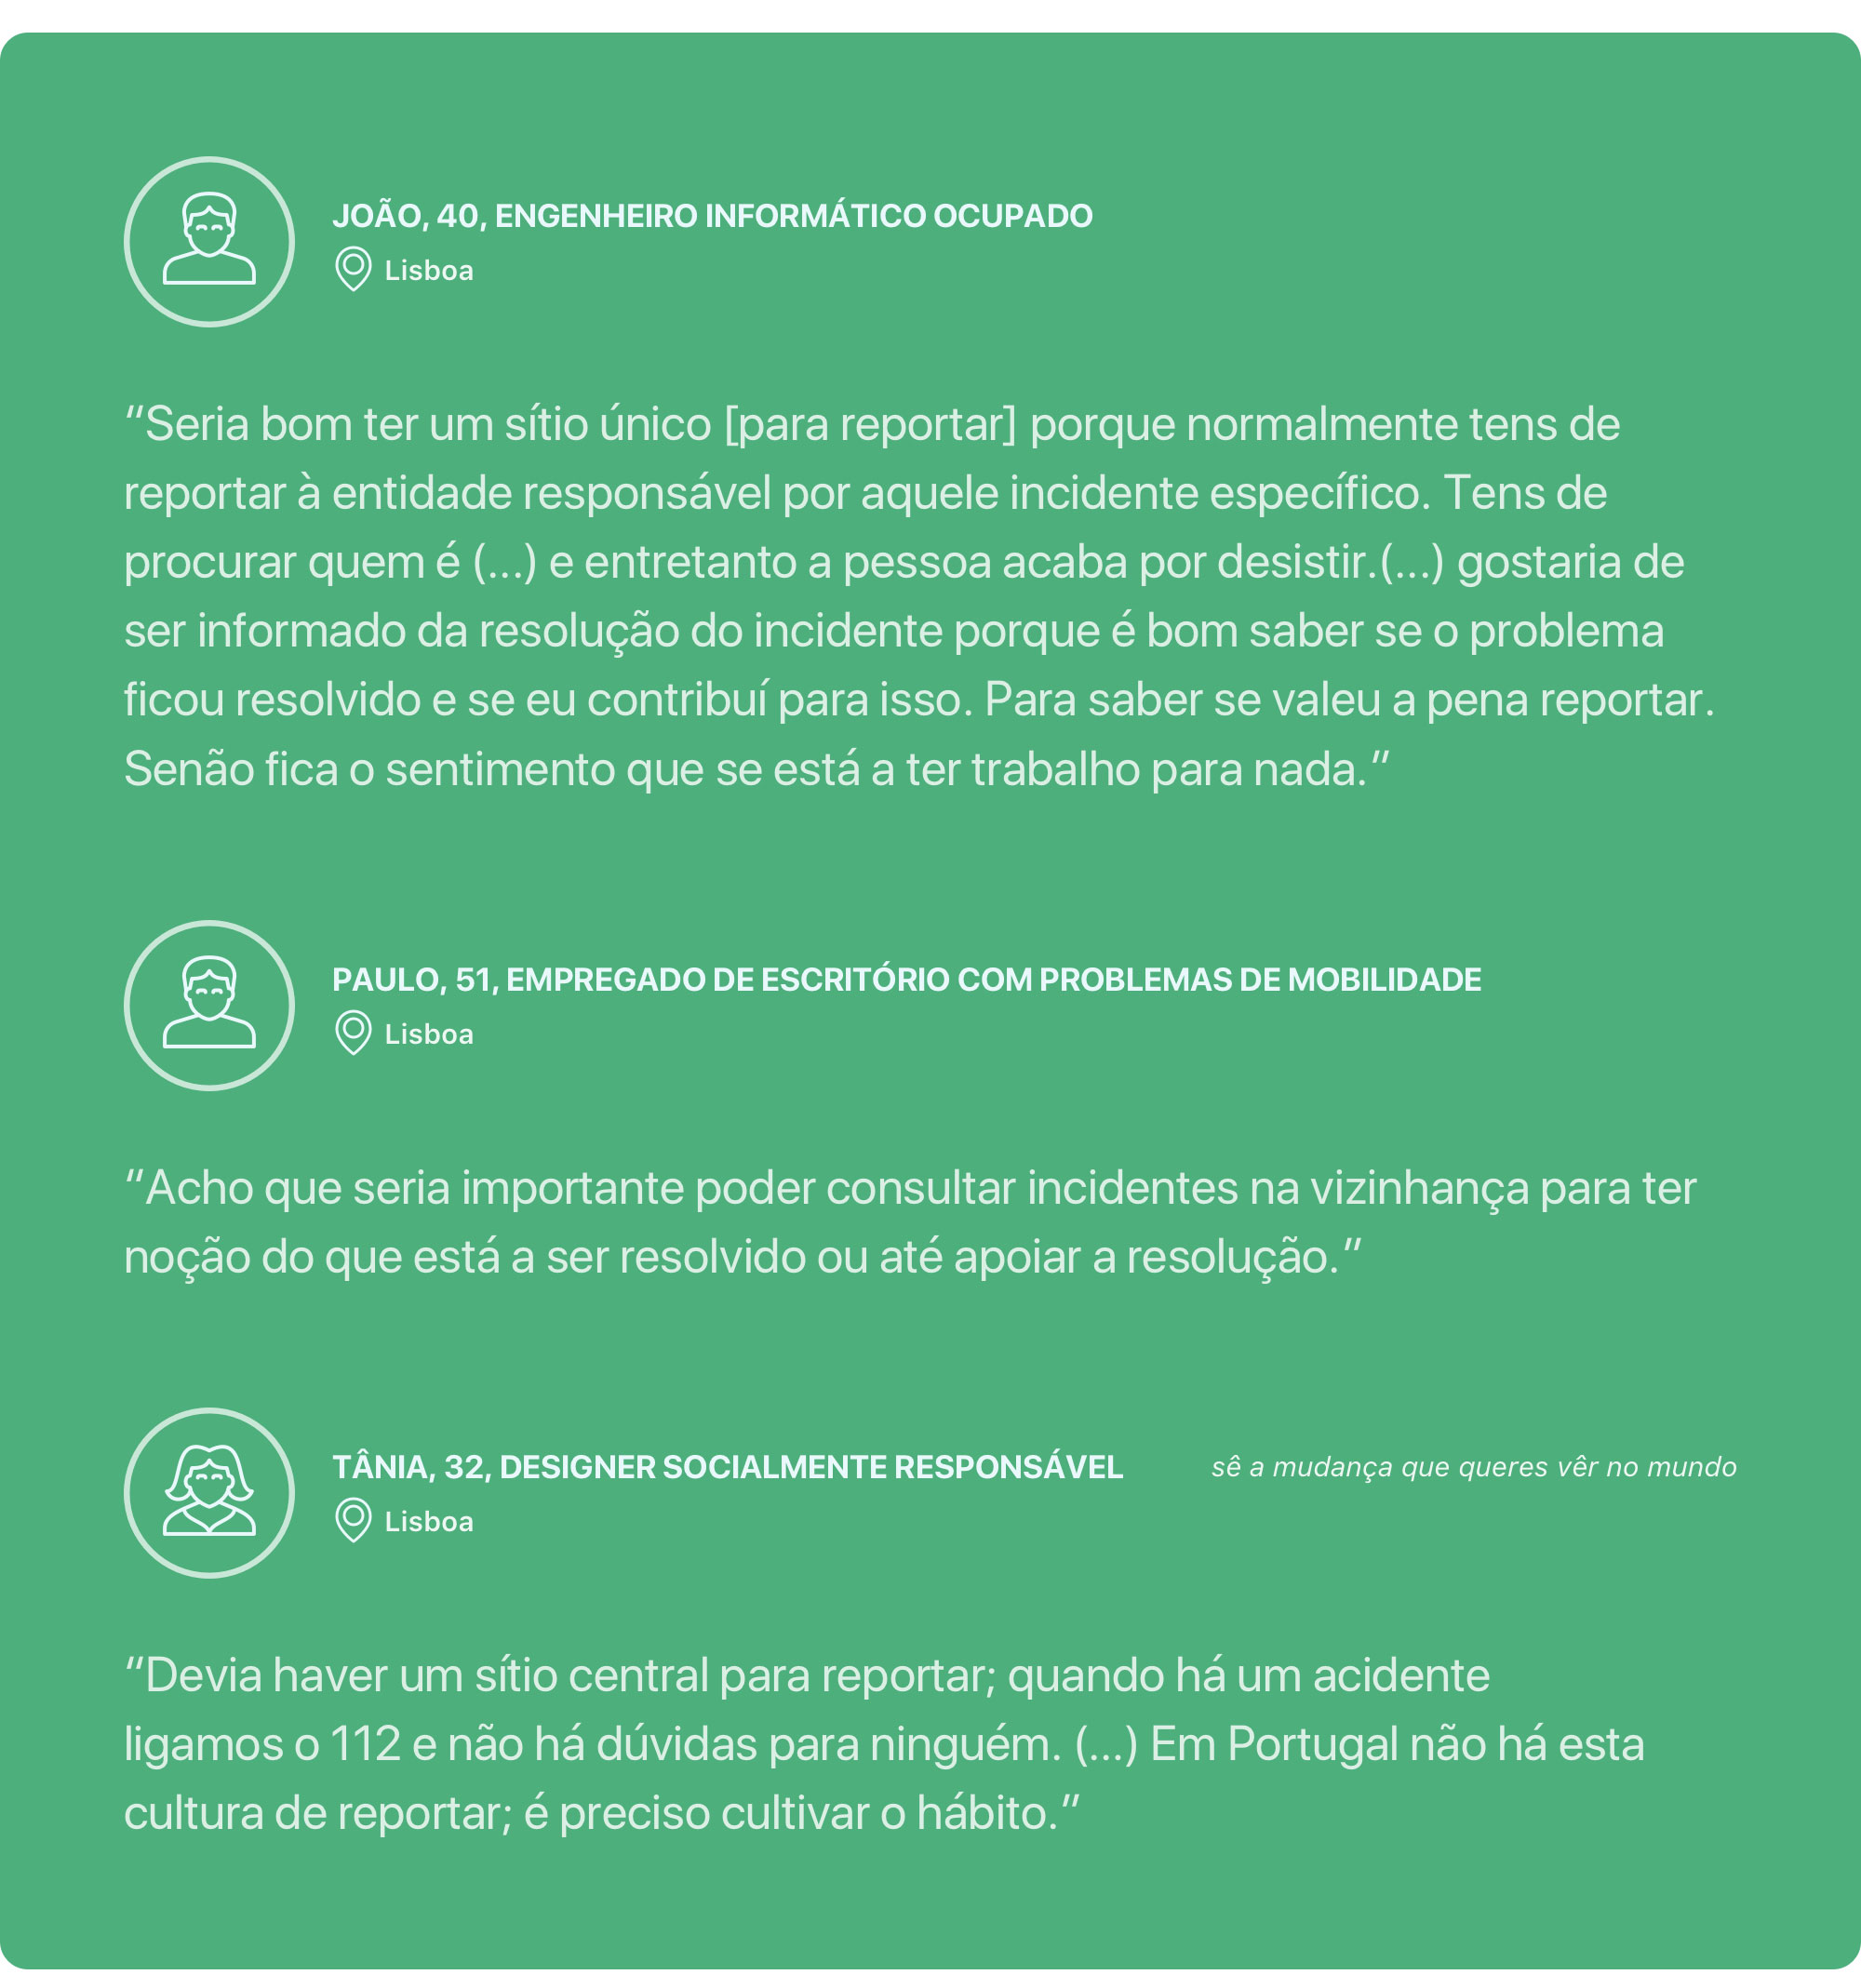 JOÃO, 40, ENGENHEIRO INFORMÁTICO OCUPADO
Lisboa
“Seria bom ter um sítio único [para reportar] porque normalmente tens de
reportar à entidade responsável por aquele incidente específico. Tens de
procurar quem é (...) e entretanto a pessoa acaba por desistir.(...) gostaria de
ser informado da resolução do incidente porque é bom saber se o problema
ficou resolvido e se eu contribuí para isso. Para saber se valeu a pena reportar.
Senão fica o sentimento que se está a ter trabalho para nada.”
PAULO, 51, EMPREGADO DE ESCRITÓRIO COM PROBLEMAS DE MOBILIDADE
Lisboa
“Acho que seria importante poder consultar incidentes na vizinhança para ter
noção do que está a ser resolvido ou até apoiar a resolução.”
TÂNIA, 32, DESIGNER SOCIALMENTE RESPONSÁVEL
sê a mudança que queres vêr no mundo
Lisboa
“Devia haver um sítio central para reportar; quando há um acidente
ligamos o 112 e não há dúvidas para ninguém. (...) Em Portugal não há esta
cultura de reportar; é preciso cultivar o hábito.”